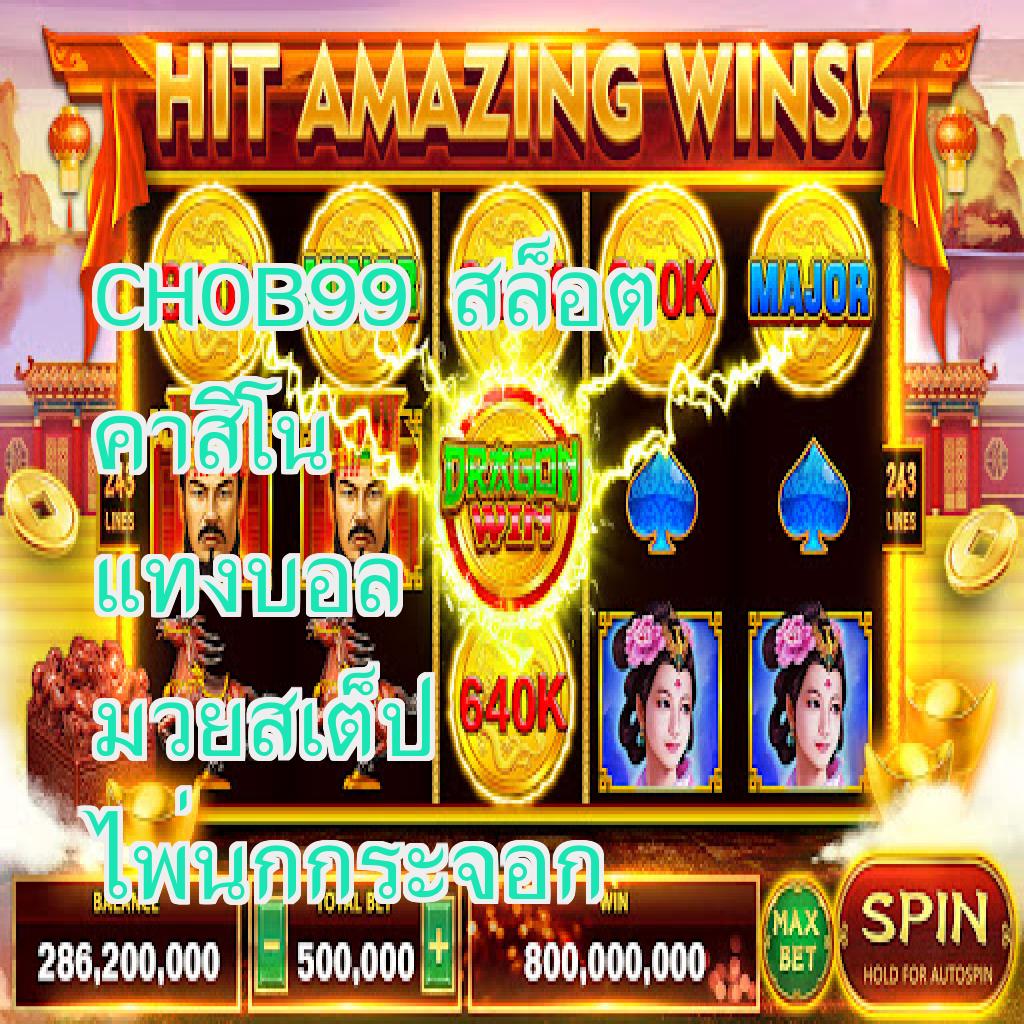 HIT AMAZING WINS!
CHOB99 สล็อต
0K
MAJOR
คาสิโน
DRAGON
WIN
243
LINES
243
LINES
แทงบอล
มวยสเต็ป
640K
ไพ่นกกระจอก
BALANCE
TOTAL BET
WIN
286,200,000
-
500,000
+
800,000,000
MAX
BET
SPIN
HOLD FOR AUTOSPIN